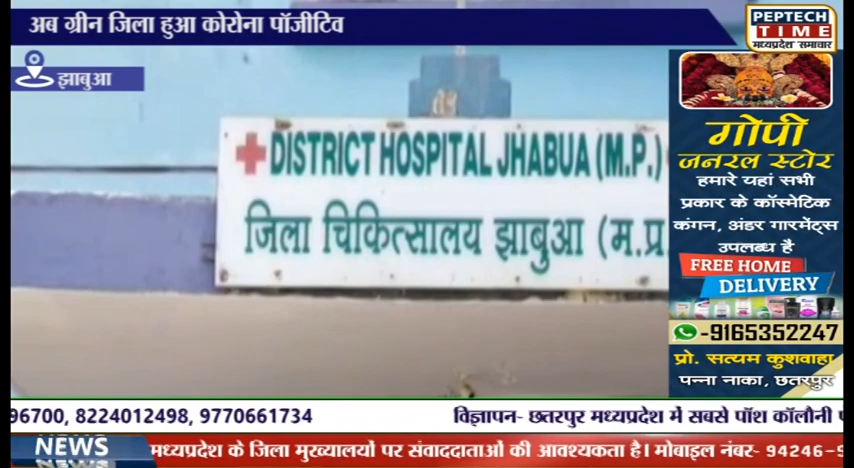 अब ग्रीन जिला हुआ कोरोना पॉजीटिव
PEPTECH
TIME
मध्यप्रदेश समाचार
झाबुआ
DISTRICT HOSPITAL JHABUA (M.P.)
जिला चिकित्सालय झाबुआ (म.प्र.
गोपी
जनरल स्टोर
हमारे यहां सभी
प्रकार के कॉस्मेटिक
कंगन, अंडर गारमेंट्स
उपलब्ध है
FREE HOME
DELIVERY
-9165352247
प्रो. सत्यम कुशवाहा
पन्ना नाका, छतरपुर
96700, 8224012498, 9770661734 विज्ञापन- छतरपुर मध्यप्रदेश में सबसे पॉश कॉलौनी
NEWS मध्यप्रदेश के जिला मुख्यालयों पर संवाददाताओं की आवश्यकता है। मोबाइल नंबर- 94246-9